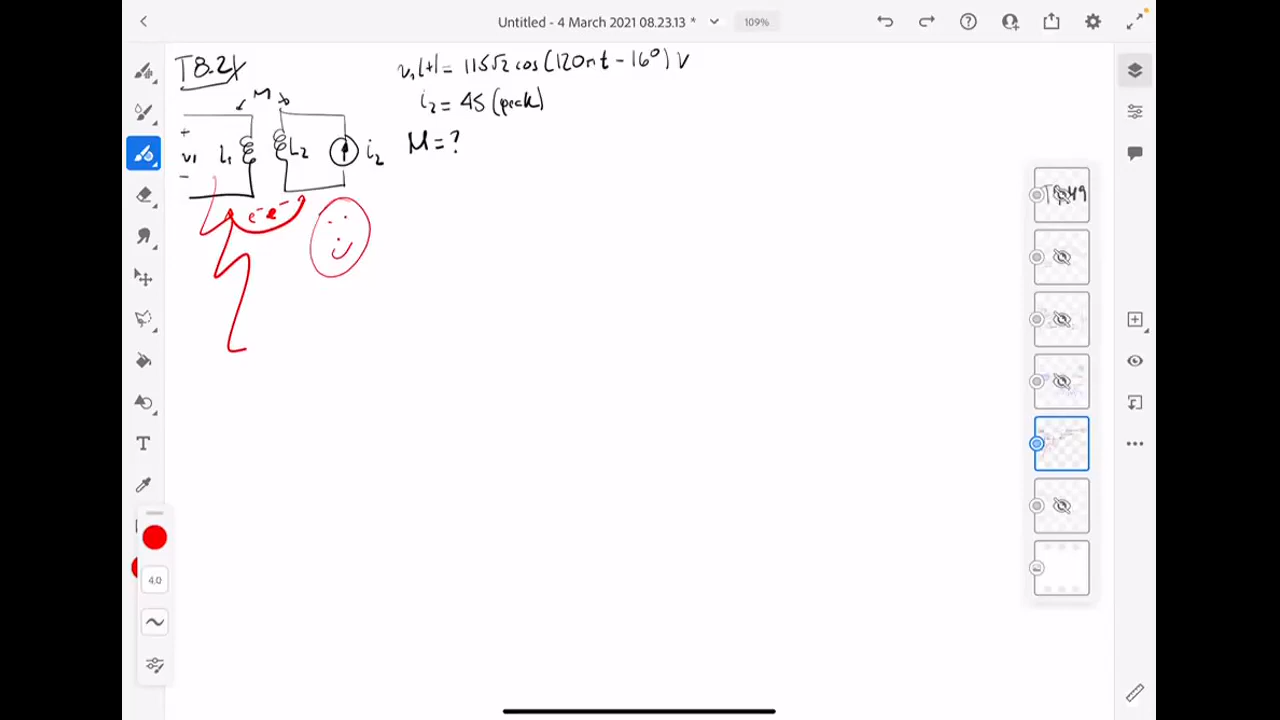 Untitled - 4 March 2021 08.23.13 *
109%
T8.21
v₁(t) = 115√2 cos(120πt - 16°) V
i₂ = 45 (peak)
M = ?
M
+
v1
-
L₁
L₂
i₂
e⁻ e⁻
4.0
T